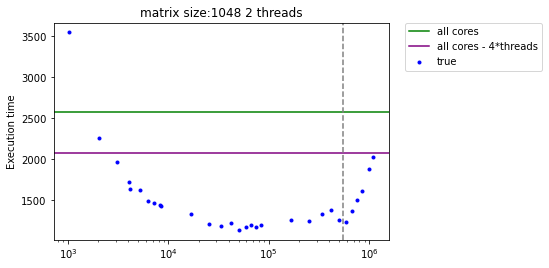 matrix size:1048 2 threads
3500
3000
2500
2000
1500
Execution time
10³
10⁴
10⁵
10⁶
all cores
all cores - 4*threads
true